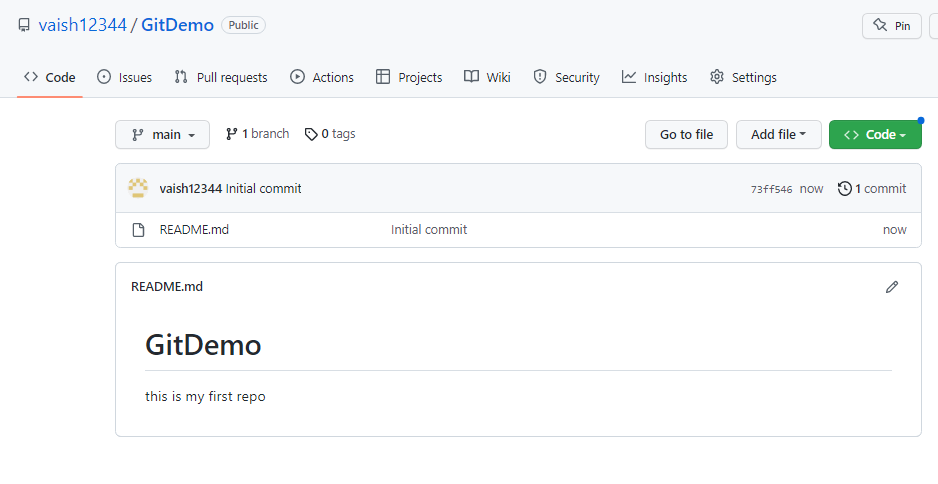 vaish12344 / GitDemo Public Pin
Code Issues Pull requests Actions Projects Wiki Security Insights Settings
main 1 branch 0 tags Go to file Add file Code
vaish12344 Initial commit 73ff546 now 1 commit
README.md Initial commit now
README.md
GitDemo
this is my first repo